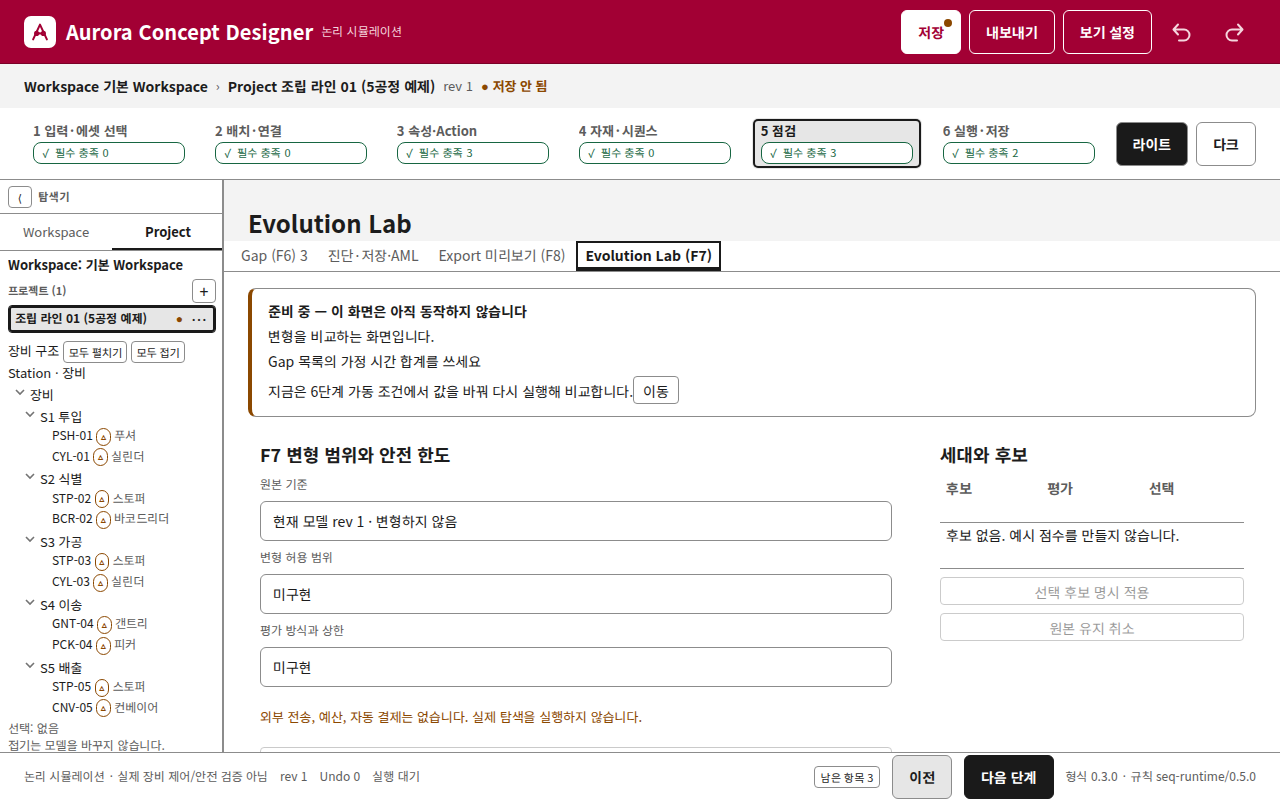 Aurora Concept Designer 논리 시뮬레이션
저장 내보내기 보기 설정
Workspace 기본 Workspace › Project 조립 라인 01 (5공정 예제) rev 1 ● 저장 안 됨
1 입력·에셋 선택
✓ 필수 충족 0
2 배치·연결
✓ 필수 충족 0
3 속성·Action
✓ 필수 충족 3
4 자재·시퀀스
✓ 필수 충족 0
5 점검
✓ 필수 충족 3
6 실행·저장
✓ 필수 충족 2
라이트 다크
⟨ 탐색기
Workspace Project
Workspace: 기본 Workspace
프로젝트 (1) +
조립 라인 01 (5공정 예제) ● ···
장비 구조 모두 펼치기 모두 접기
Station · 장비
장비
S1 투입
PSH-01 푸셔
CYL-01 실린더
S2 식별
STP-02 스토퍼
BCR-02 바코드리더
S3 가공
STP-03 스토퍼
CYL-03 실린더
S4 이송
GNT-04 갠트리
PCK-04 피커
S5 배출
STP-05 스토퍼
CNV-05 컨베이어
선택: 없음
접기는 모델을 바꾸지 않습니다.
Evolution Lab
Gap (F6) 3 진단·저장·AML Export 미리보기 (F8) Evolution Lab (F7)
준비 중 — 이 화면은 아직 동작하지 않습니다
변형을 비교하는 화면입니다.
Gap 목록의 가정 시간 합계를 쓰세요
지금은 6단계 가동 조건에서 값을 바꿔 다시 실행해 비교합니다. 이동
F7 변형 범위와 안전 한도
원본 기준
현재 모델 rev 1 · 변형하지 않음
변형 허용 범위
미구현
평가 방식과 상한
미구현
외부 전송, 예산, 자동 결제는 없습니다. 실제 탐색을 실행하지 않습니다.
세대와 후보
후보 평가 선택
후보 없음. 예시 점수를 만들지 않습니다.
선택 후보 명시 적용
원본 유지 취소
논리 시뮬레이션 · 실제 장비 제어/안전 검증 아님 rev 1 Undo 0 실행 대기
남은 항목 3 이전 다음 단계 형식 0.3.0 · 규칙 seq-runtime/0.5.0